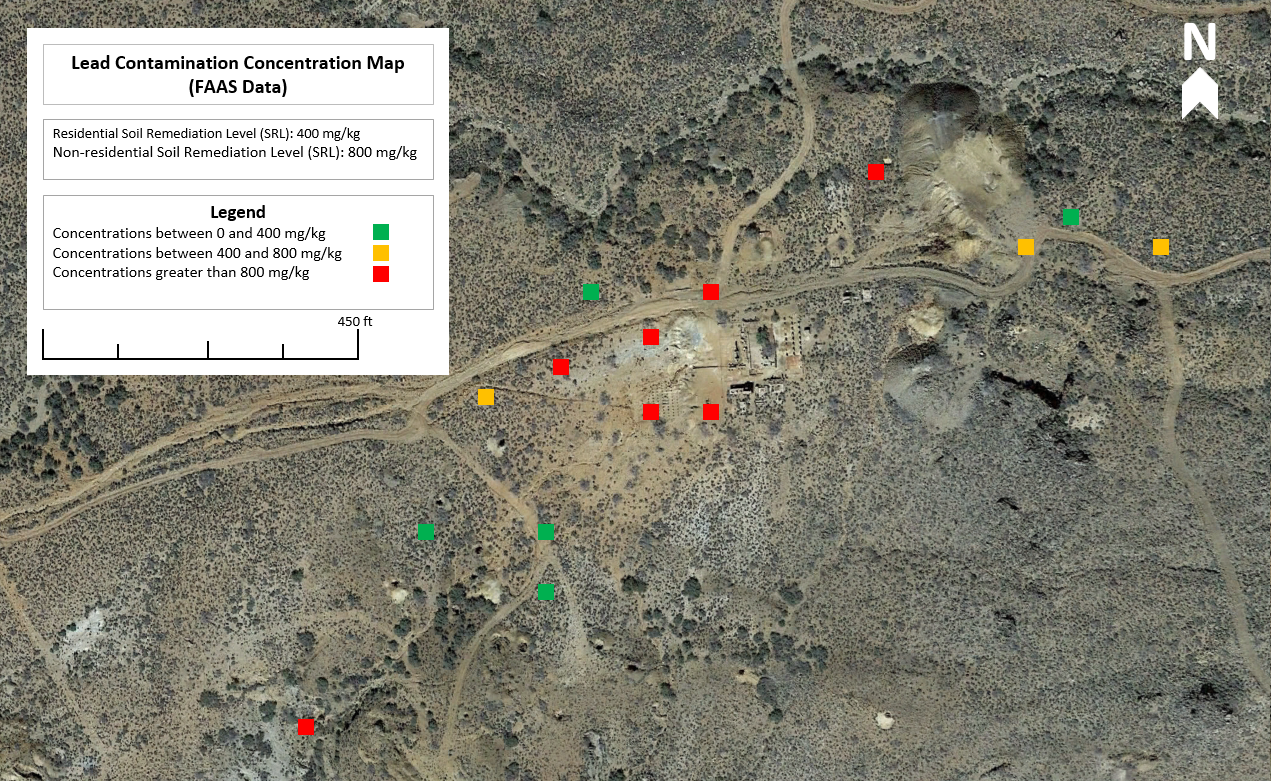 Lead Contamination Concentration Map
(FAAS Data)
Residential Soil Remediation Level (SRL): 400 mg/kg
Non-residential Soil Remediation Level (SRL): 800 mg/kg
Legend
Concentrations between 0 and 400 mg/kg
Concentrations between 400 and 800 mg/kg
Concentrations greater than 800 mg/kg
450 ft
N